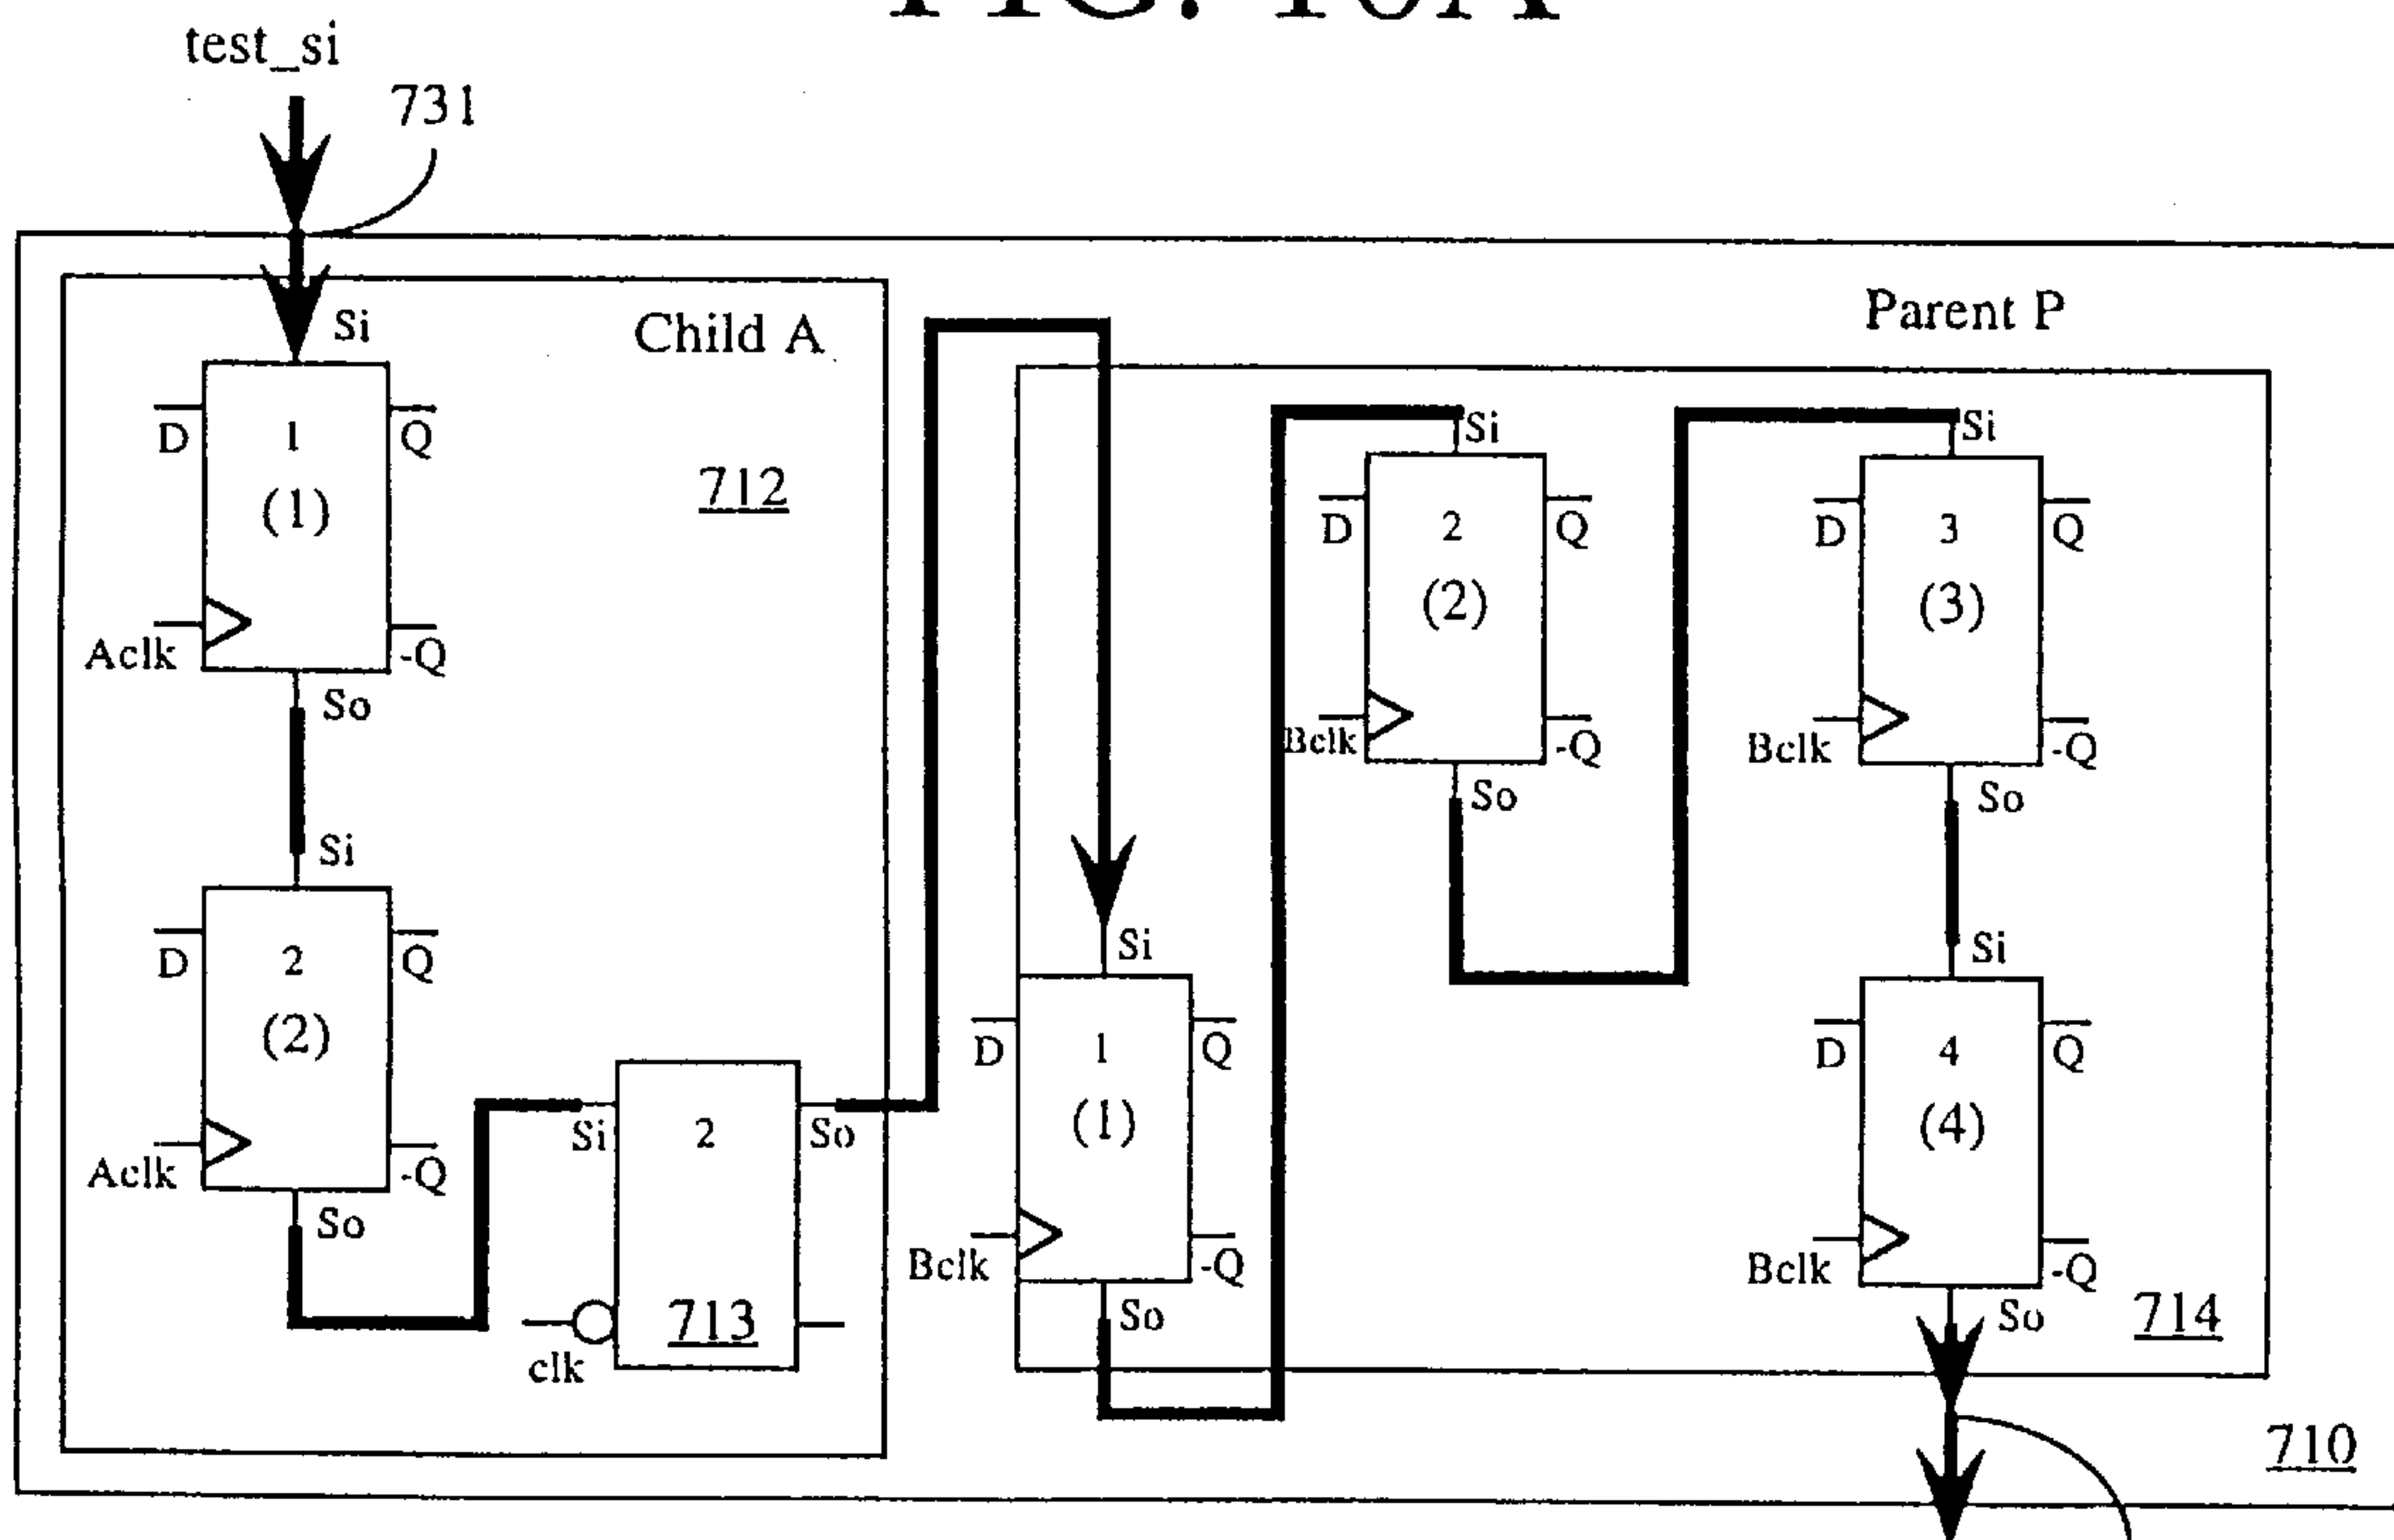 FIG. 10A
test_si
731
Si
Child A
Parent P
D
1
Q
(1)
712
Aclk
-Q
So
Si
D
2
Q
(2)
Aclk
-Q
So
Si
2
So
713
clk
Si
D
1
Q
(1)
Bclk
-Q
So
Si
D
2
Q
(2)
Bclk
-Q
So
Si
D
3
Q
(3)
Bclk
-Q
So
Si
D
4
Q
(4)
Bclk
-Q
So
714
710